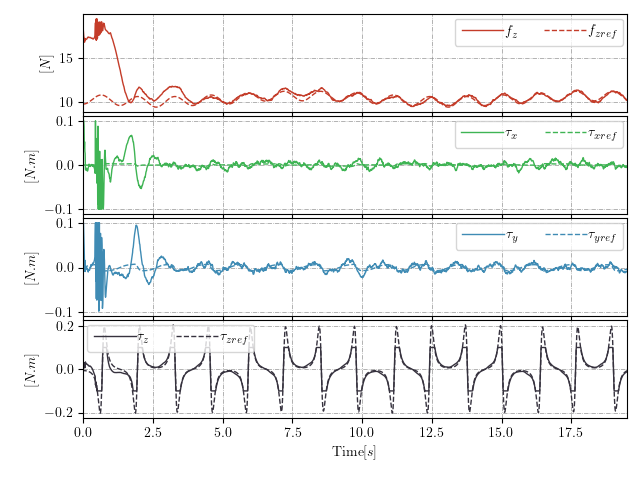 f_z f_zref
[N]
15
10
τ_x τ_xref
[N.m]
0.1
0.0
−0.1
τ_y τ_yref
[N.m]
0.1
0.0
−0.1
τ_z τ_zref
[N.m]
0.2
0.0
−0.2
0.0 2.5 5.0 7.5 10.0 12.5 15.0 17.5
Time[s]